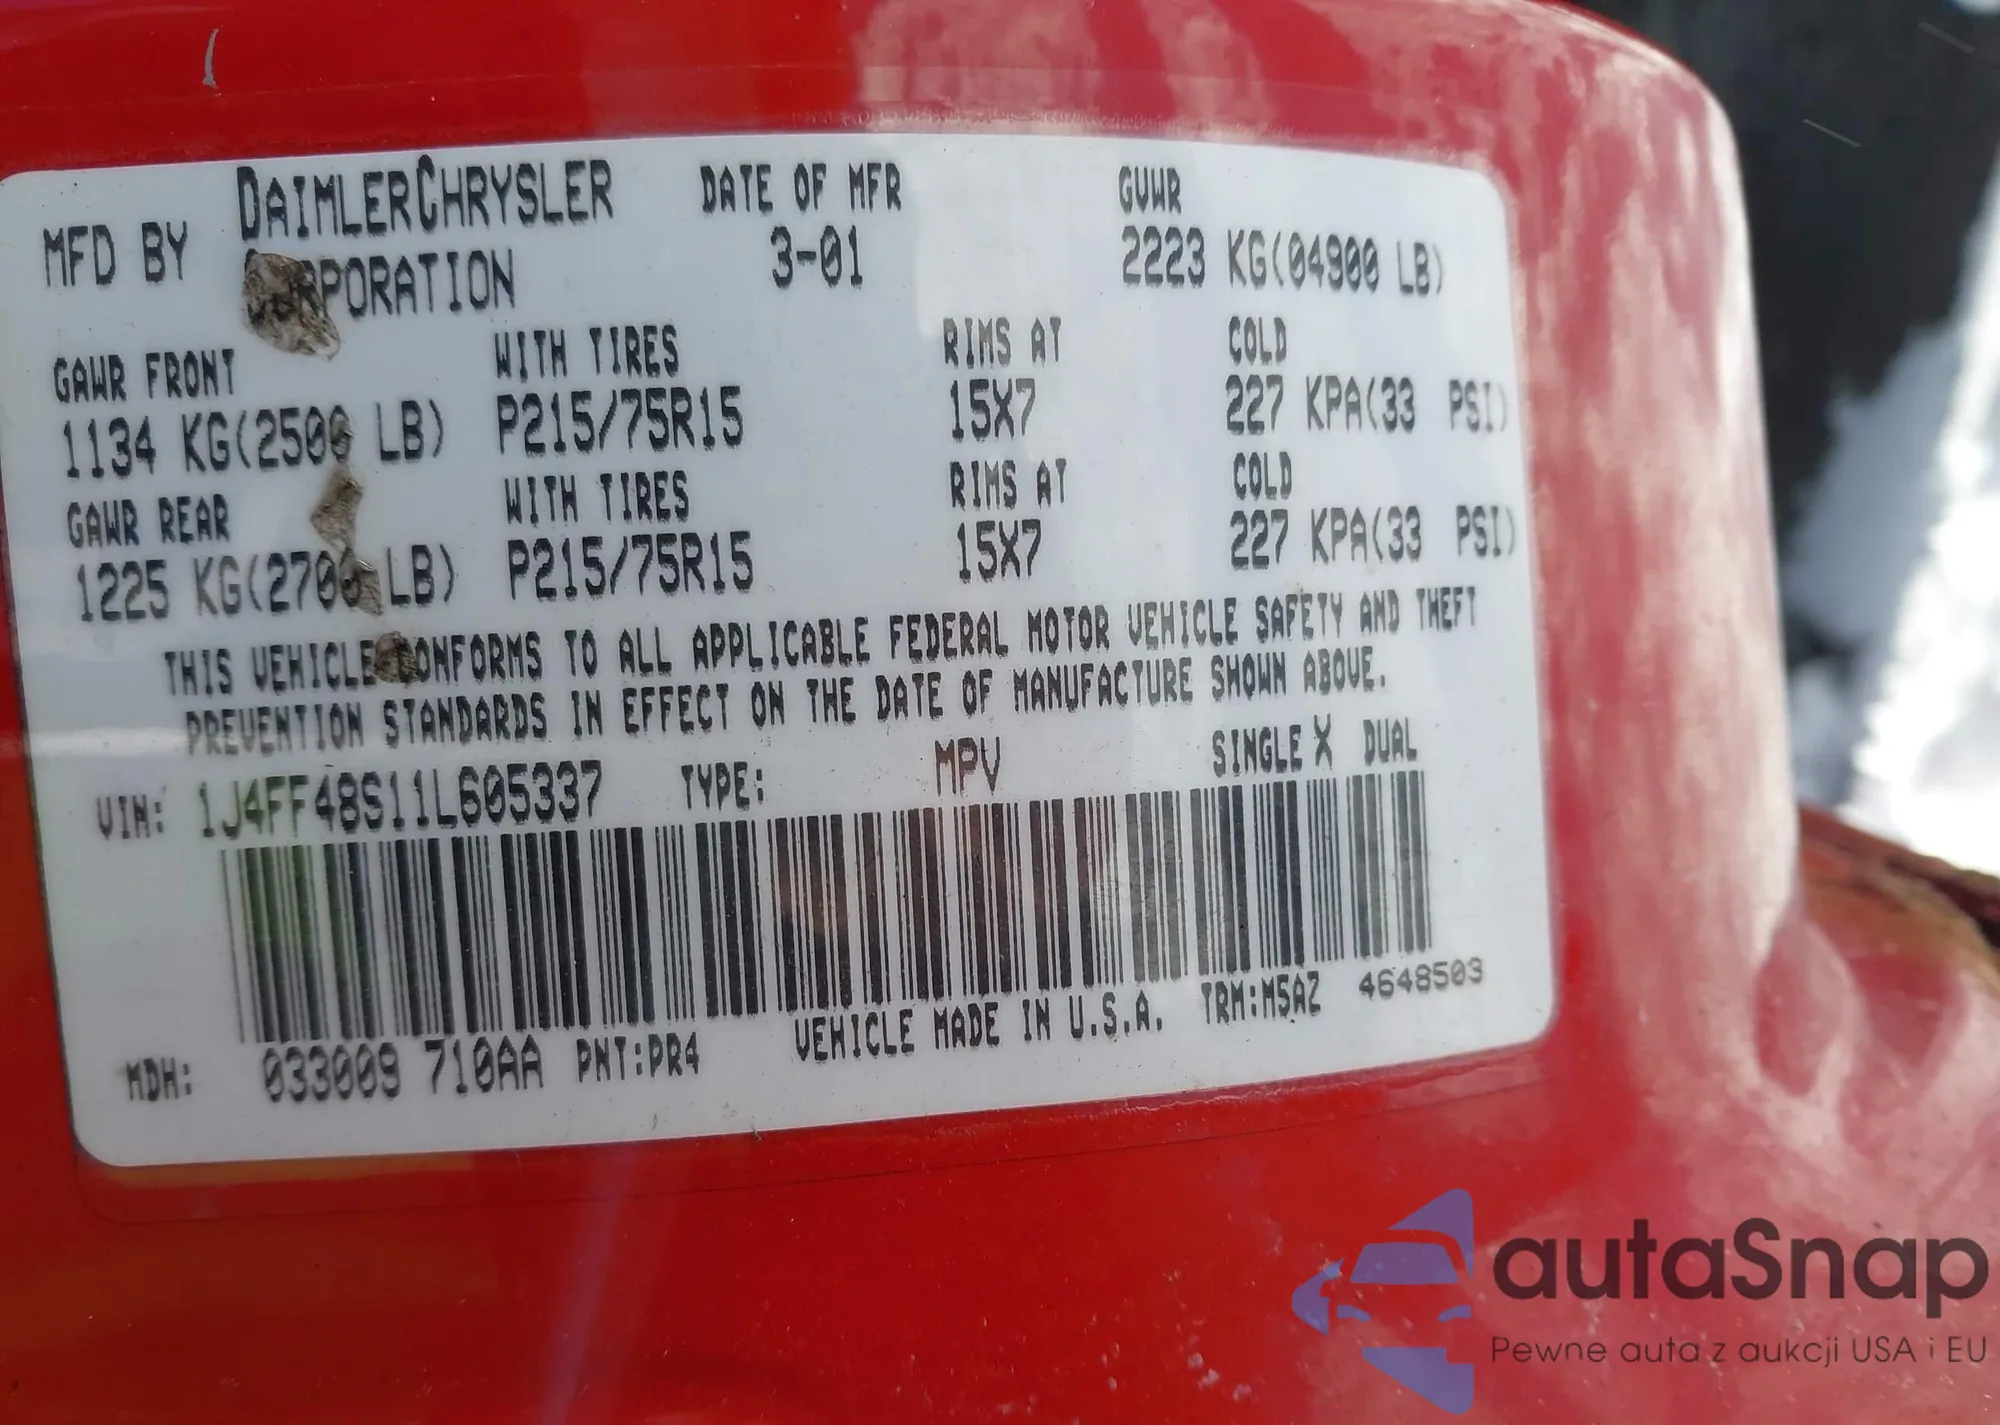 MFD BY DAIMLERCHRYSLER CORPORATION DATE OF MFR 3-01 GVWR 2223 KG(04900 LB)
GAWR FRONT WITH TIRES RIMS AT COLD
1134 KG(2500 LB) P215/75R15 15X7 227 KPA(33 PSI)
GAWR REAR WITH TIRES RIMS AT COLD
1225 KG(2700 LB) P215/75R15 15X7 227 KPA(33 PSI)
THIS VEHICLE CONFORMS TO ALL APPLICABLE FEDERAL MOTOR VEHICLE SAFETY AND THEFT
PREVENTION STANDARDS IN EFFECT ON THE DATE OF MANUFACTURE SHOWN ABOVE.
VIN: 1J4FF48S11L605337 TYPE: MPV SINGLE X DUAL
MDH: 033009 710AA PNT:PR4 VEHICLE MADE IN U.S.A. TRM:M5AZ 4648503
autaSnap
Pewne auta z aukcji USA i EU